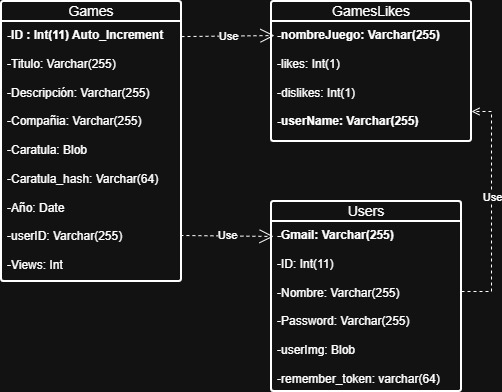 Games
-ID : Int(11) Auto_Increment
-Titulo: Varchar(255)
-Descripción: Varchar(255)
-Compañia: Varchar(255)
-Caratula: Blob
-Caratula_hash: Varchar(64)
-Año: Date
-userID: Varchar(255)
-Views: Int
Use
GamesLikes
-nombreJuego: Varchar(255)
-likes: Int(1)
-dislikes: Int(1)
-userName: Varchar(255)
Use
Users
-Gmail: Varchar(255)
-ID: Int(11)
-Nombre: Varchar(255)
-Password: Varchar(255)
-userImg: Blob
-remember_token: varchar(64)
Use